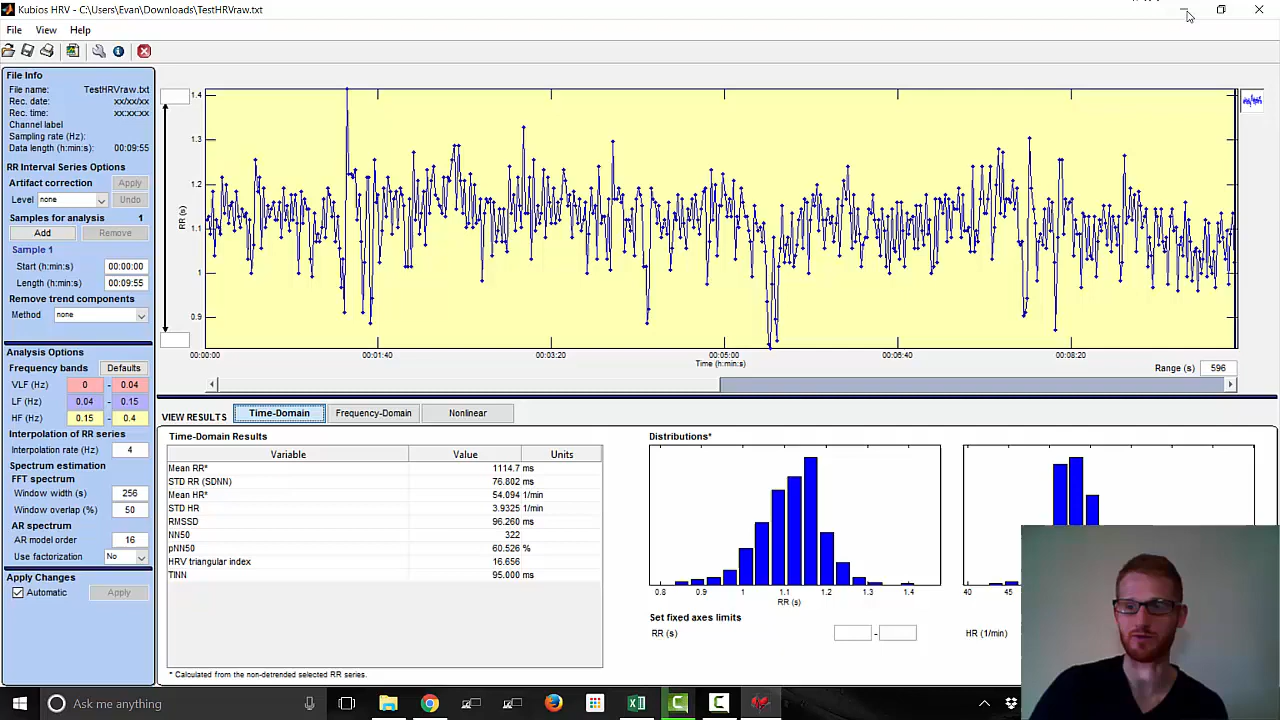 Kubios HRV - C:\Users\Evan\Downloads\TestHRVraw.txt
File View Help
File Info
File name: TestHRVraw.txt
Rec. date: xx/xx/xx
Rec. time: xx:xx:xx
Channel label
Sampling rate (Hz):
Data length (h:min:s): 00:09:55
RR Interval Series Options
Artifact correction Apply
Level none Undo
Samples for analysis 1
Add Remove
Sample 1
Start (h:min:s) 00:00:00
Length (h:min:s) 00:09:55
Remove trend components
Method none
Analysis Options
Frequency bands Defaults
VLF (Hz) 0 - 0.04
LF (Hz) 0.04 - 0.15
HF (Hz) 0.15 - 0.4
Interpolation of RR series
Interpolation rate (Hz) 4
Spectrum estimation
FFT spectrum
Window width (s) 256
Window overlap (%) 50
AR spectrum
AR model order 16
Use factorization No
Apply Changes
Automatic Apply
1.4
1.3
1.2
1.1
1
0.9
RR (s)
00:00:00 00:01:40 00:03:20 00:05:00 00:06:40 00:08:20
Time (h:min:s)
Range (s) 596
VIEW RESULTS Time-Domain Frequency-Domain Nonlinear
Time-Domain Results
Variable Value Units
Mean RR* 1114.7 ms
STD RR (SDNN) 76.802 ms
Mean HR* 54.094 1/min
STD HR 3.9325 1/min
RMSSD 96.260 ms
NN50 322
pNN50 60.526 %
HRV triangular index 16.656
TINN 95.000 ms
* Calculated from the non-detrended selected RR series.
Distributions*
0.8 0.9 1 1.1 1.2 1.3 1.4
RR (s)
40 45
Set fixed axes limits
RR (s) -
HR (1/min)
Ask me anything